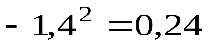 - 1,4² = 0,24